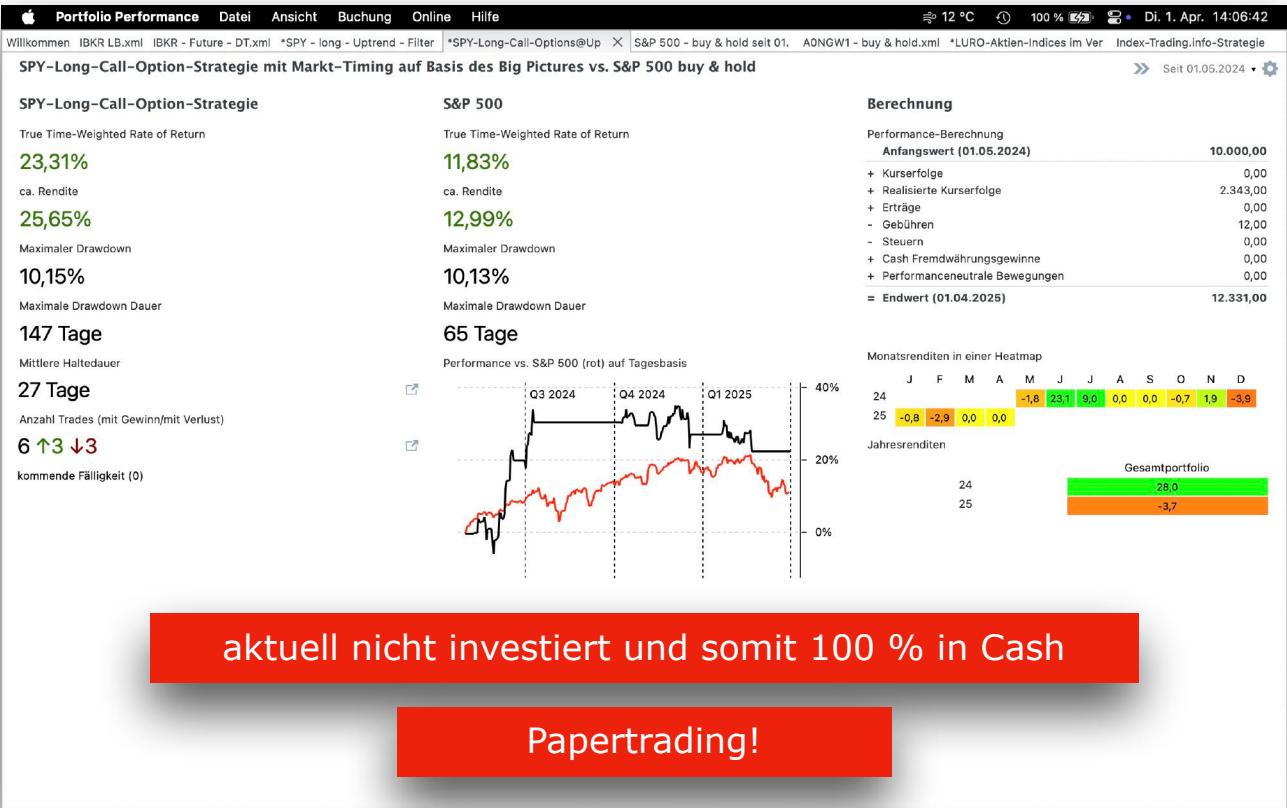 Portfolio Performance Datei Ansicht Buchung Online Hilfe 12 °C 100 % Di. 1. Apr. 14:06:42
Willkommen IBKR LB.xml IBKR - Future - DT.xml *SPY - long - Uptrend - Filter *SPY-Long-Call-Options@Up S&P 500 - buy & hold seit 01. A0NGW1 - buy & hold.xml *LURO-Aktien-Indices im Ver Index-Trading.info-Strategie
SPY-Long-Call-Option-Strategie mit Markt-Timing auf Basis des Big Pictures vs. S&P 500 buy & hold Seit 01.05.2024
SPY-Long-Call-Option-Strategie
True Time-Weighted Rate of Return
23,31%
ca. Rendite
25,65%
Maximaler Drawdown
10,15%
Maximale Drawdown Dauer
147 Tage
Mittlere Haltedauer
27 Tage
Anzahl Trades (mit Gewinn/mit Verlust)
6 ↑3 ↓3
kommende Fälligkeit (0)
S&P 500
True Time-Weighted Rate of Return
11,83%
ca. Rendite
12,99%
Maximaler Drawdown
10,13%
Maximale Drawdown Dauer
65 Tage
Performance vs. S&P 500 (rot) auf Tagesbasis
Q3 2024 Q4 2024 Q1 2025 40%
20%
0%
Berechnung
Performance-Berechnung
Anfangswert (01.05.2024) 10.000,00
+ Kurserfolge 0,00
+ Realisierte Kurserfolge 2.343,00
+ Erträge 0,00
- Gebühren 12,00
- Steuern 0,00
+ Cash Fremdwährungsgewinne 0,00
+ Performanceneutrale Bewegungen 0,00
= Endwert (01.04.2025) 12.331,00
Monatsrenditen in einer Heatmap
J F M A M J J A S O N D
24 -1,8 23,1 9,0 0,0 0,0 -0,7 1,9 -3,9
25 -0,8 -2,9 0,0 0,0
Jahresrenditen
Gesamtportfolio
24 28,0
25 -3,7
aktuell nicht investiert und somit 100 % in Cash
Papertrading!